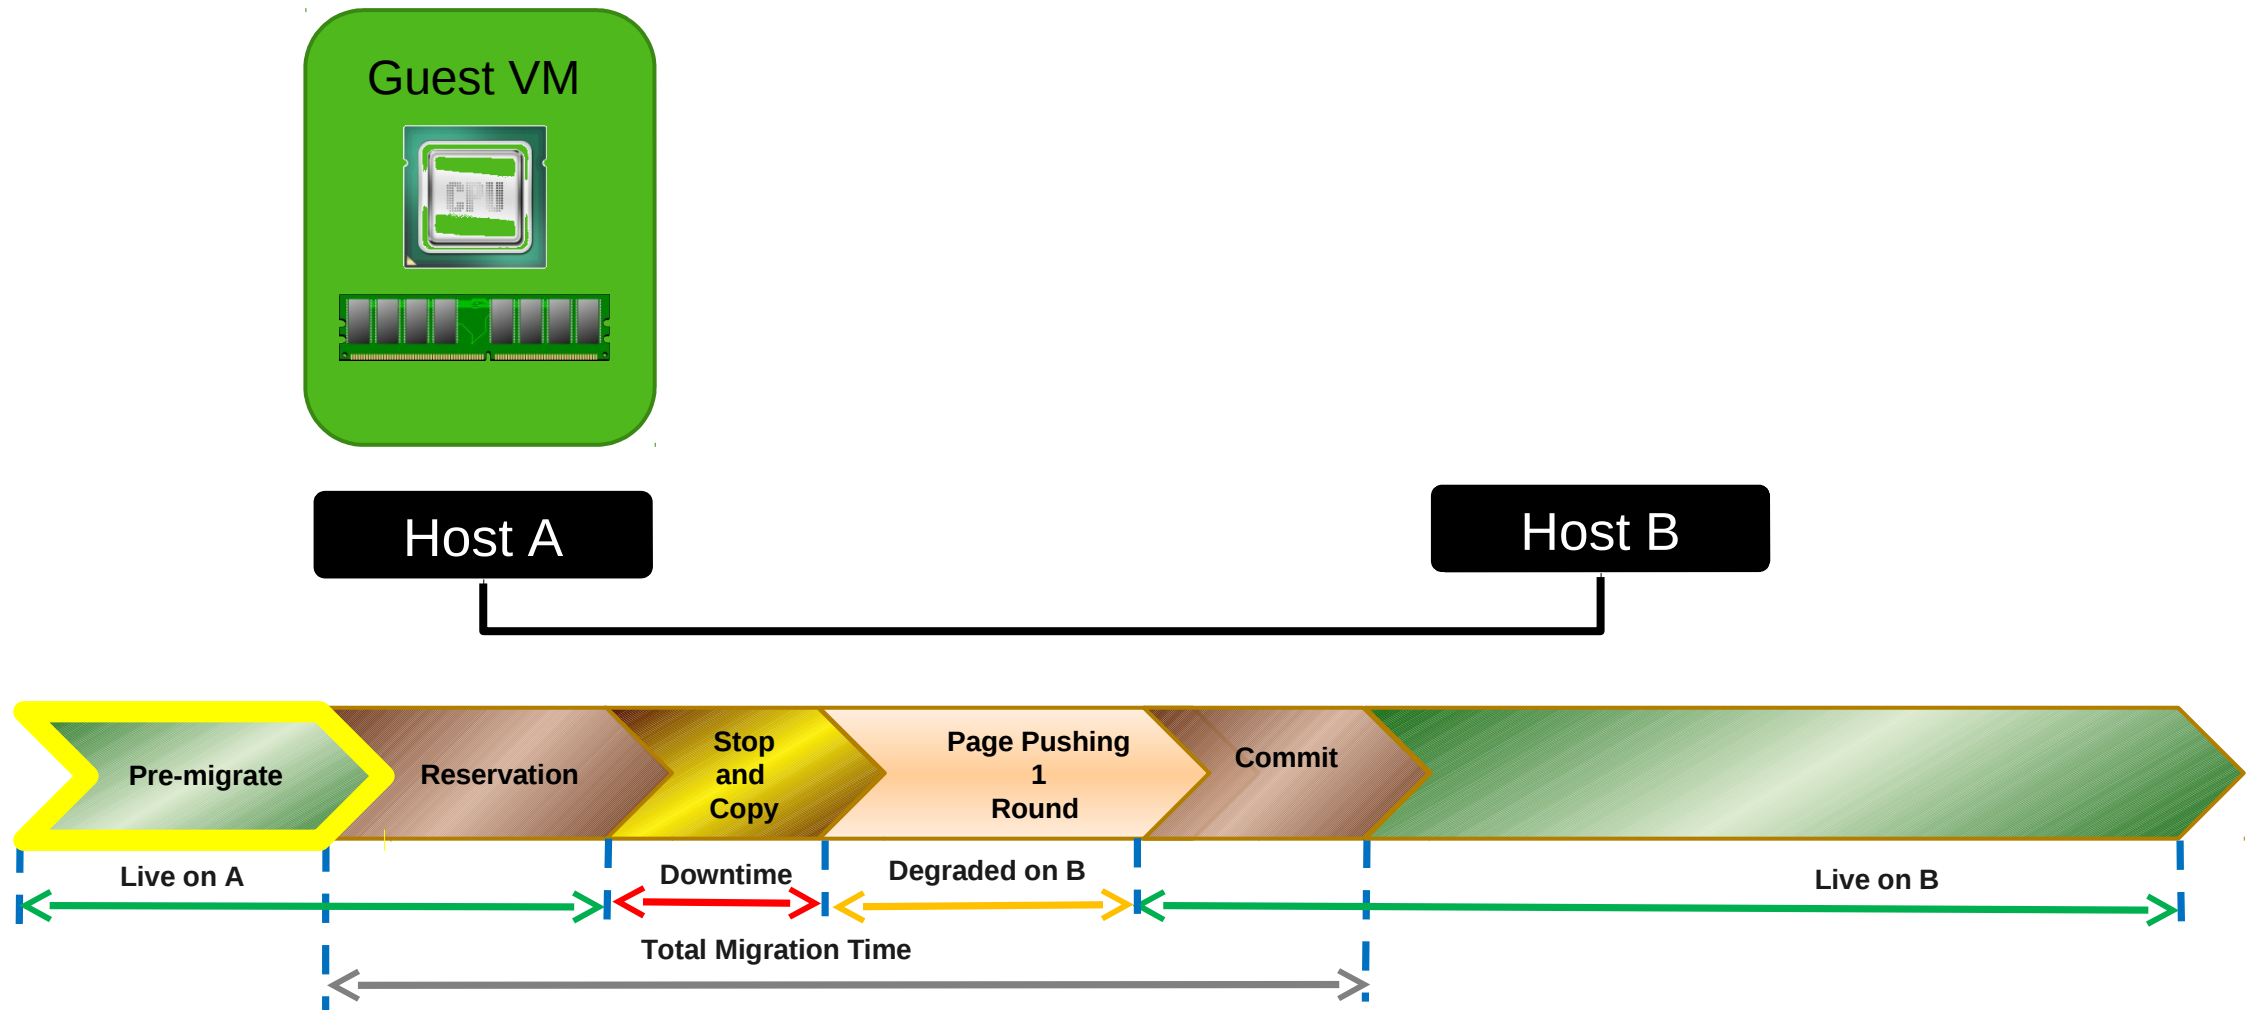 Guest VM
CPU
Host A
Host B
Pre-migrate
Reservation
Stop
and
Copy
Page Pushing
1
Round
Commit
Live on A
Downtime
Degraded on B
Live on B
Total Migration Time